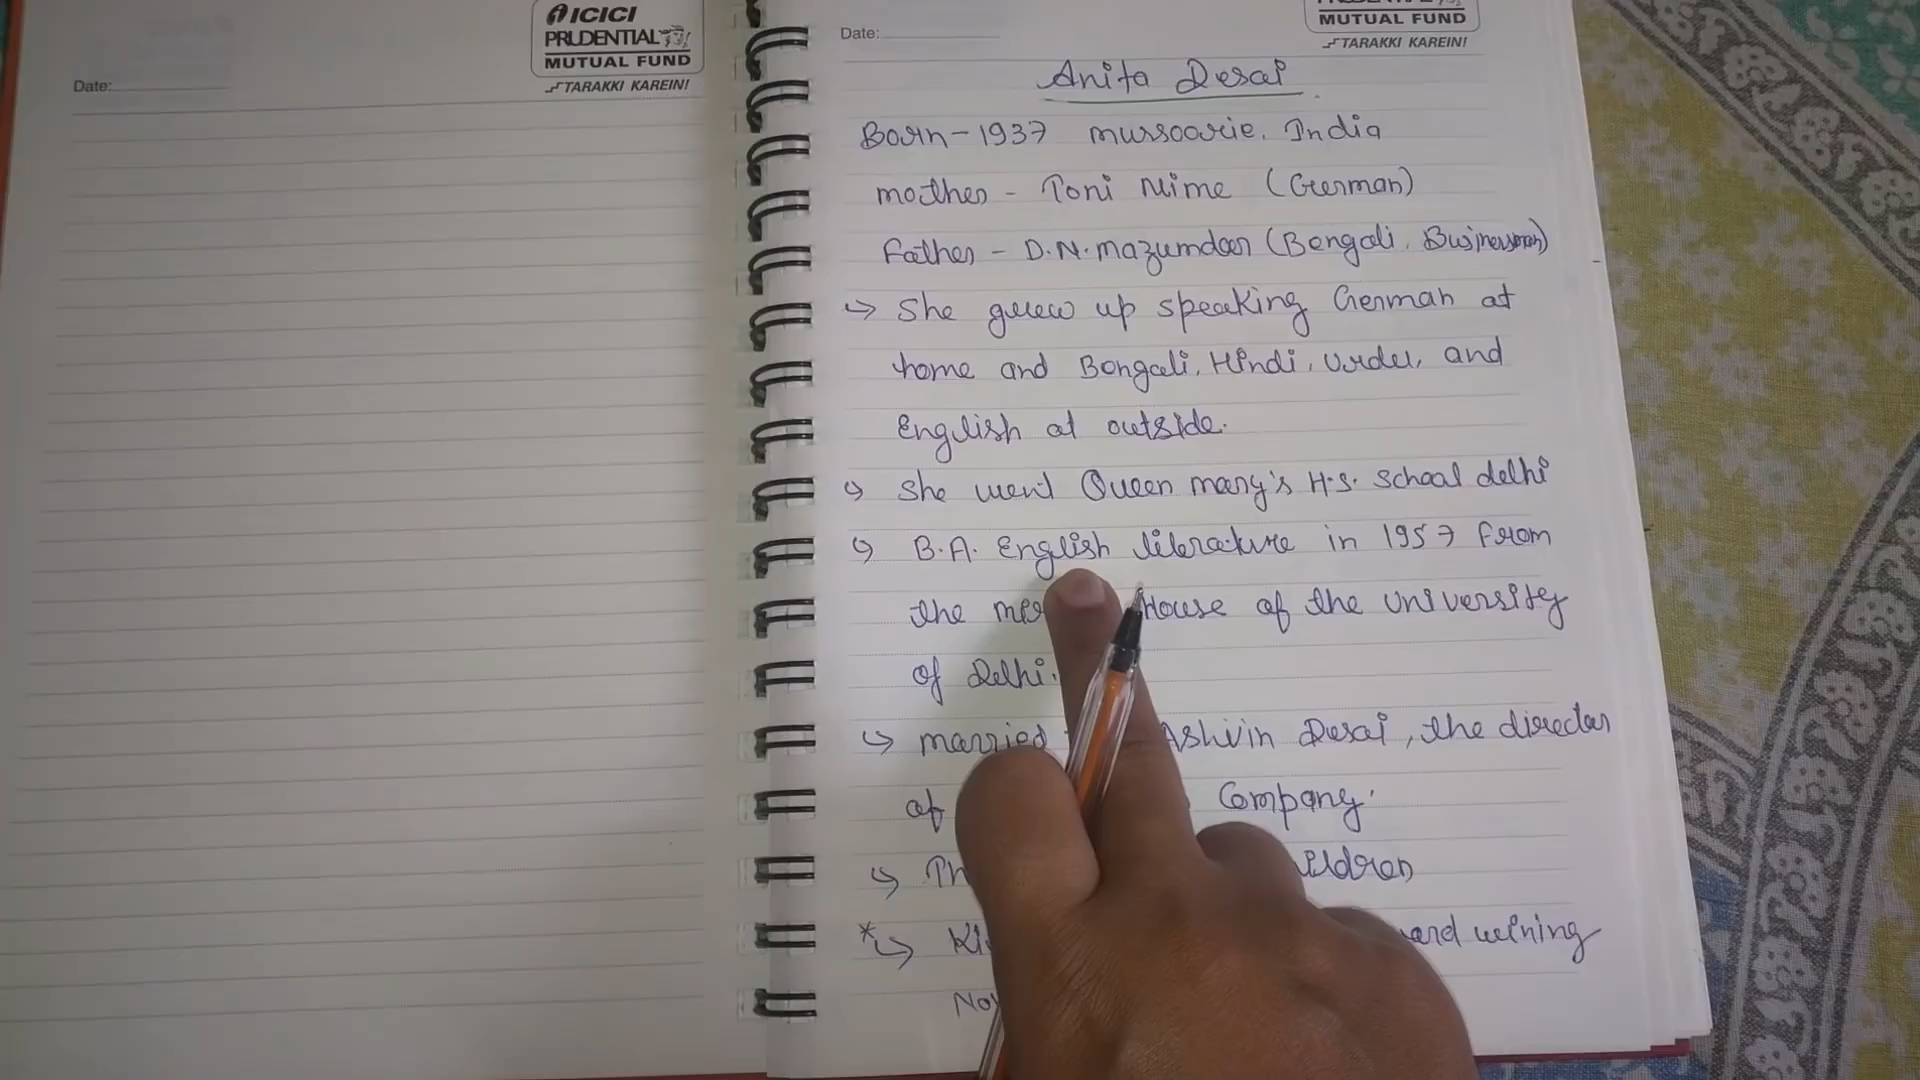 ICICI
PRUDENTIAL
MUTUAL FUND
TARAKKI KAREIN!
Date:
MUTUAL FUND
TARAKKI KAREIN!
Date:
Anita Desai
Born - 1937 mussoorie, India
mother - Toni Nime (German)
Father - D.N. mazumdar (Bengali, Businessman)
↳ She grew up speaking German at
home and Bengali, Hindi, Urdu, and
English at outside.
↳ She went Queen mary's H.S. School delhi
↳ B.A. English literature in 1957 from
the House of the University
of Delhi.
↳ married Ashvin Desai, the director
of Company.
↳
*↳ wining